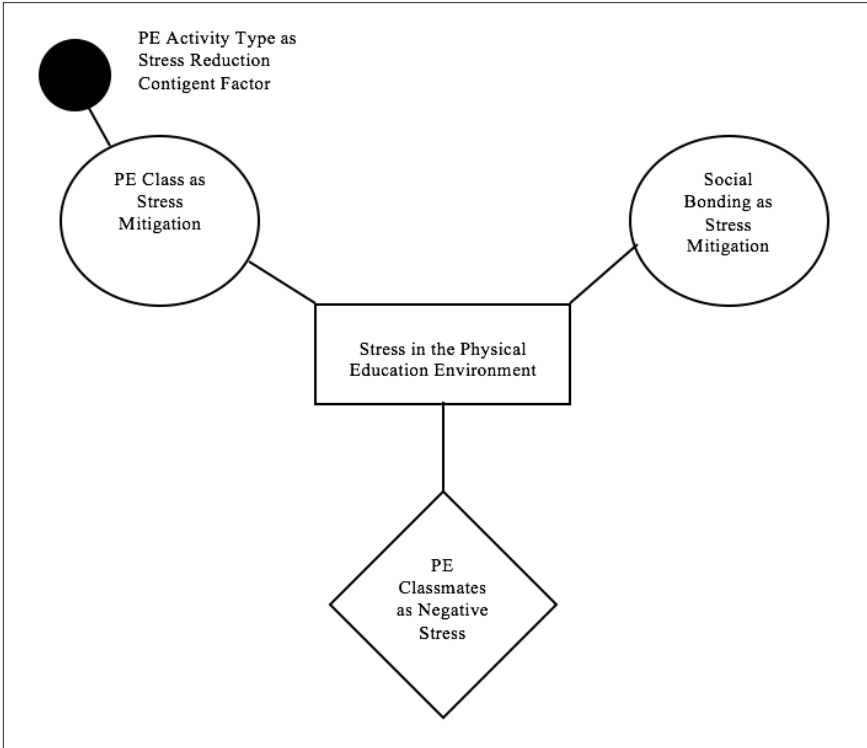 PE Activity Type as
Stress Reduction
Contigent Factor
PE Class as
Stress
Mitigation
Social
Bonding as
Stress
Mitigation
Stress in the Physical
Education Environment
PE
Classmates
as Negative
Stress